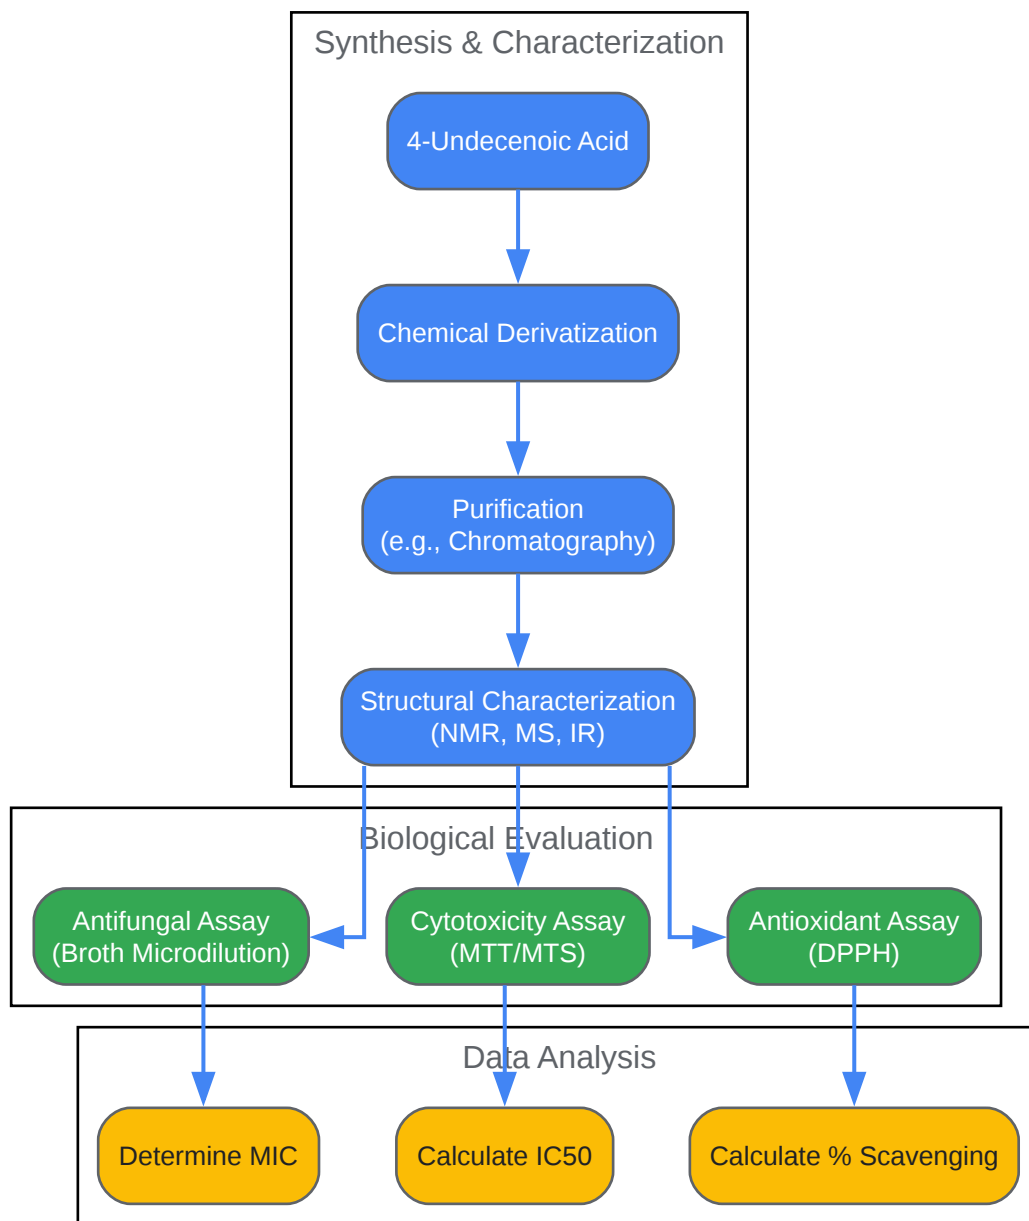 Synthesis & Characterization
4-Undecenoic Acid
Chemical Derivatization
Purification
(e.g., Chromatography)
Structural Characterization
(NMR, MS, IR)
Biological Evaluation
Antifungal Assay
(Broth Microdilution)
Cytotoxicity Assay
(MTT/MTS)
Antioxidant Assay
(DPPH)
Data Analysis
Determine MIC
Calculate IC50
Calculate % Scavenging